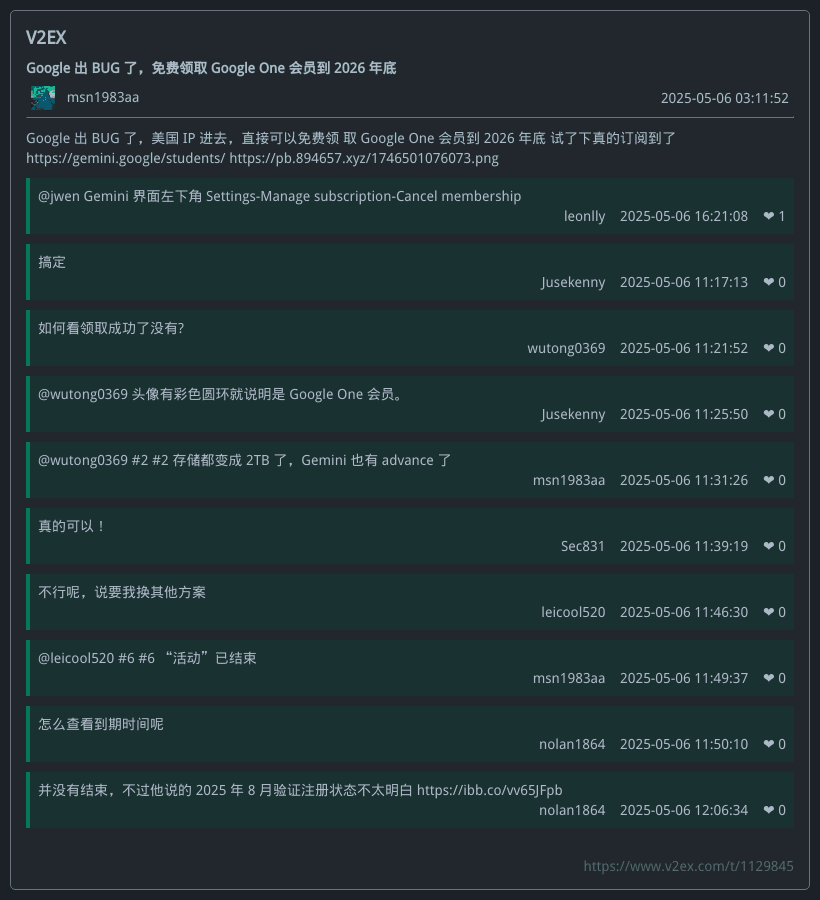 V2EX
Google 出 BUG 了，免费领取 Google One 会员到 2026 年底
msn1983aa 2025-05-06 03:11:52
Google 出 BUG 了，美国 IP 进去，直接可以免费领 取 Google One 会员到 2026 年底 试了下真的订阅到了
https://gemini.google/students/ https://pb.894657.xyz/1746501076073.png
@jwen Gemini 界面左下角 Settings-Manage subscription-Cancel membership
leonlly 2025-05-06 16:21:08 ❤ 1
搞定
Jusekenny 2025-05-06 11:17:13 ❤ 0
如何看领取成功了没有?
wutong0369 2025-05-06 11:21:52 ❤ 0
@wutong0369 头像有彩色圆环就说明是 Google One 会员。
Jusekenny 2025-05-06 11:25:50 ❤ 0
@wutong0369 #2 #2 存储都变成 2TB 了，Gemini 也有 advance 了
msn1983aa 2025-05-06 11:31:26 ❤ 0
真的可以！
Sec831 2025-05-06 11:39:19 ❤ 0
不行呢，说要我换其他方案
leicool520 2025-05-06 11:46:30 ❤ 0
@leicool520 #6 #6 “活动”已结束
msn1983aa 2025-05-06 11:49:37 ❤ 0
怎么查看到期时间呢
nolan1864 2025-05-06 11:50:10 ❤ 0
并没有结束，不过他说的 2025 年 8 月验证注册状态不太明白 https://ibb.co/vv65JFpb
nolan1864 2025-05-06 12:06:34 ❤ 0
https://www.v2ex.com/t/1129845